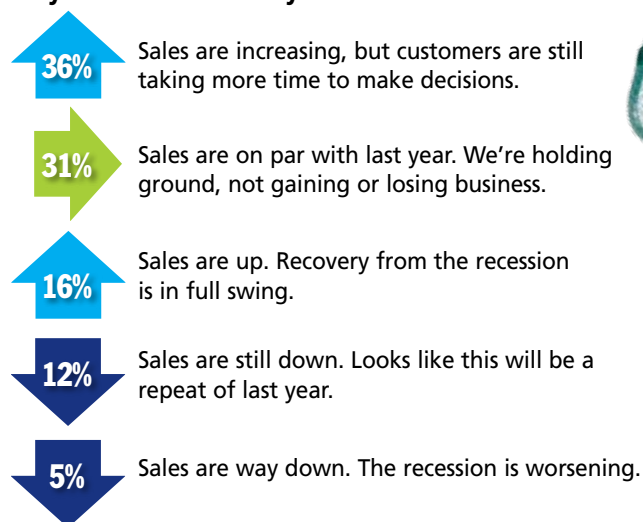 36%
Sales are increasing, but customers are still
taking more time to make decisions.
31%
Sales are on par with last year. We’re holding
ground, not gaining or losing business.
16%
Sales are up. Recovery from the recession
is in full swing.
12%
Sales are still down. Looks like this will be a
repeat of last year.
5%
Sales are way down. The recession is worsening.